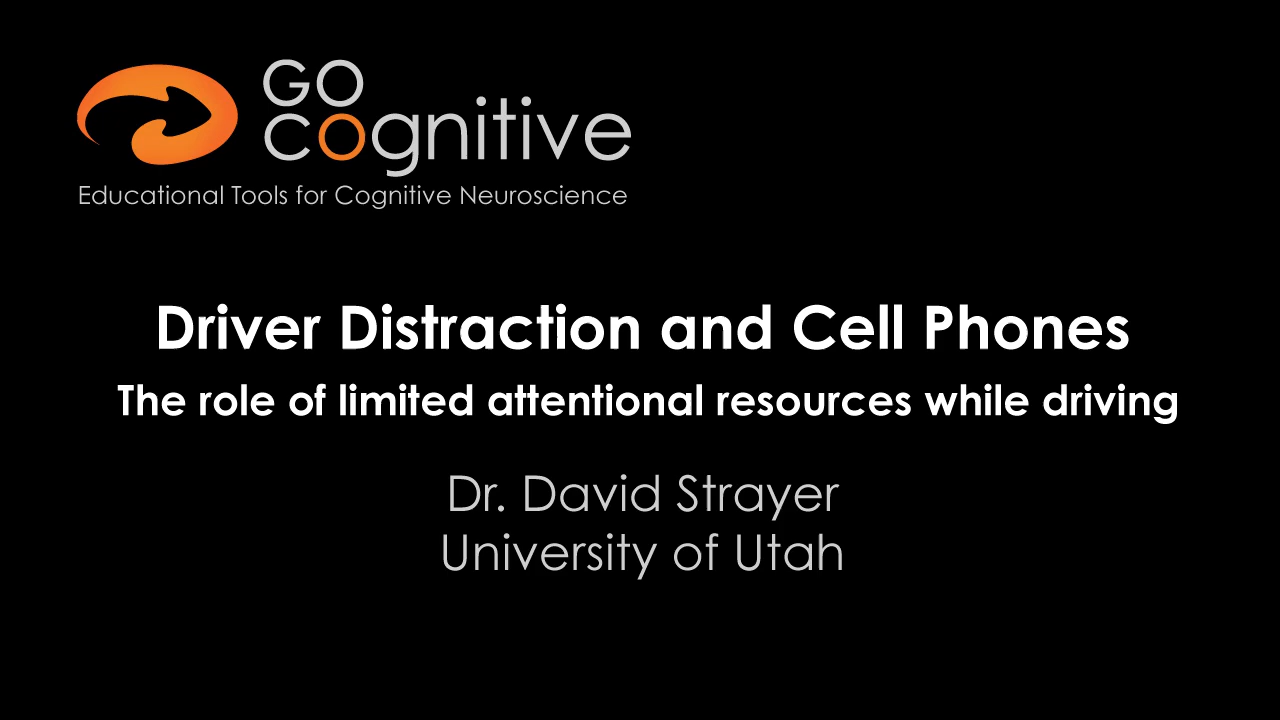 GO
cognitive
Educational Tools for Cognitive Neuroscience
Driver Distraction and Cell Phones
The role of limited attentional resources while driving
Dr. David Strayer
University of Utah